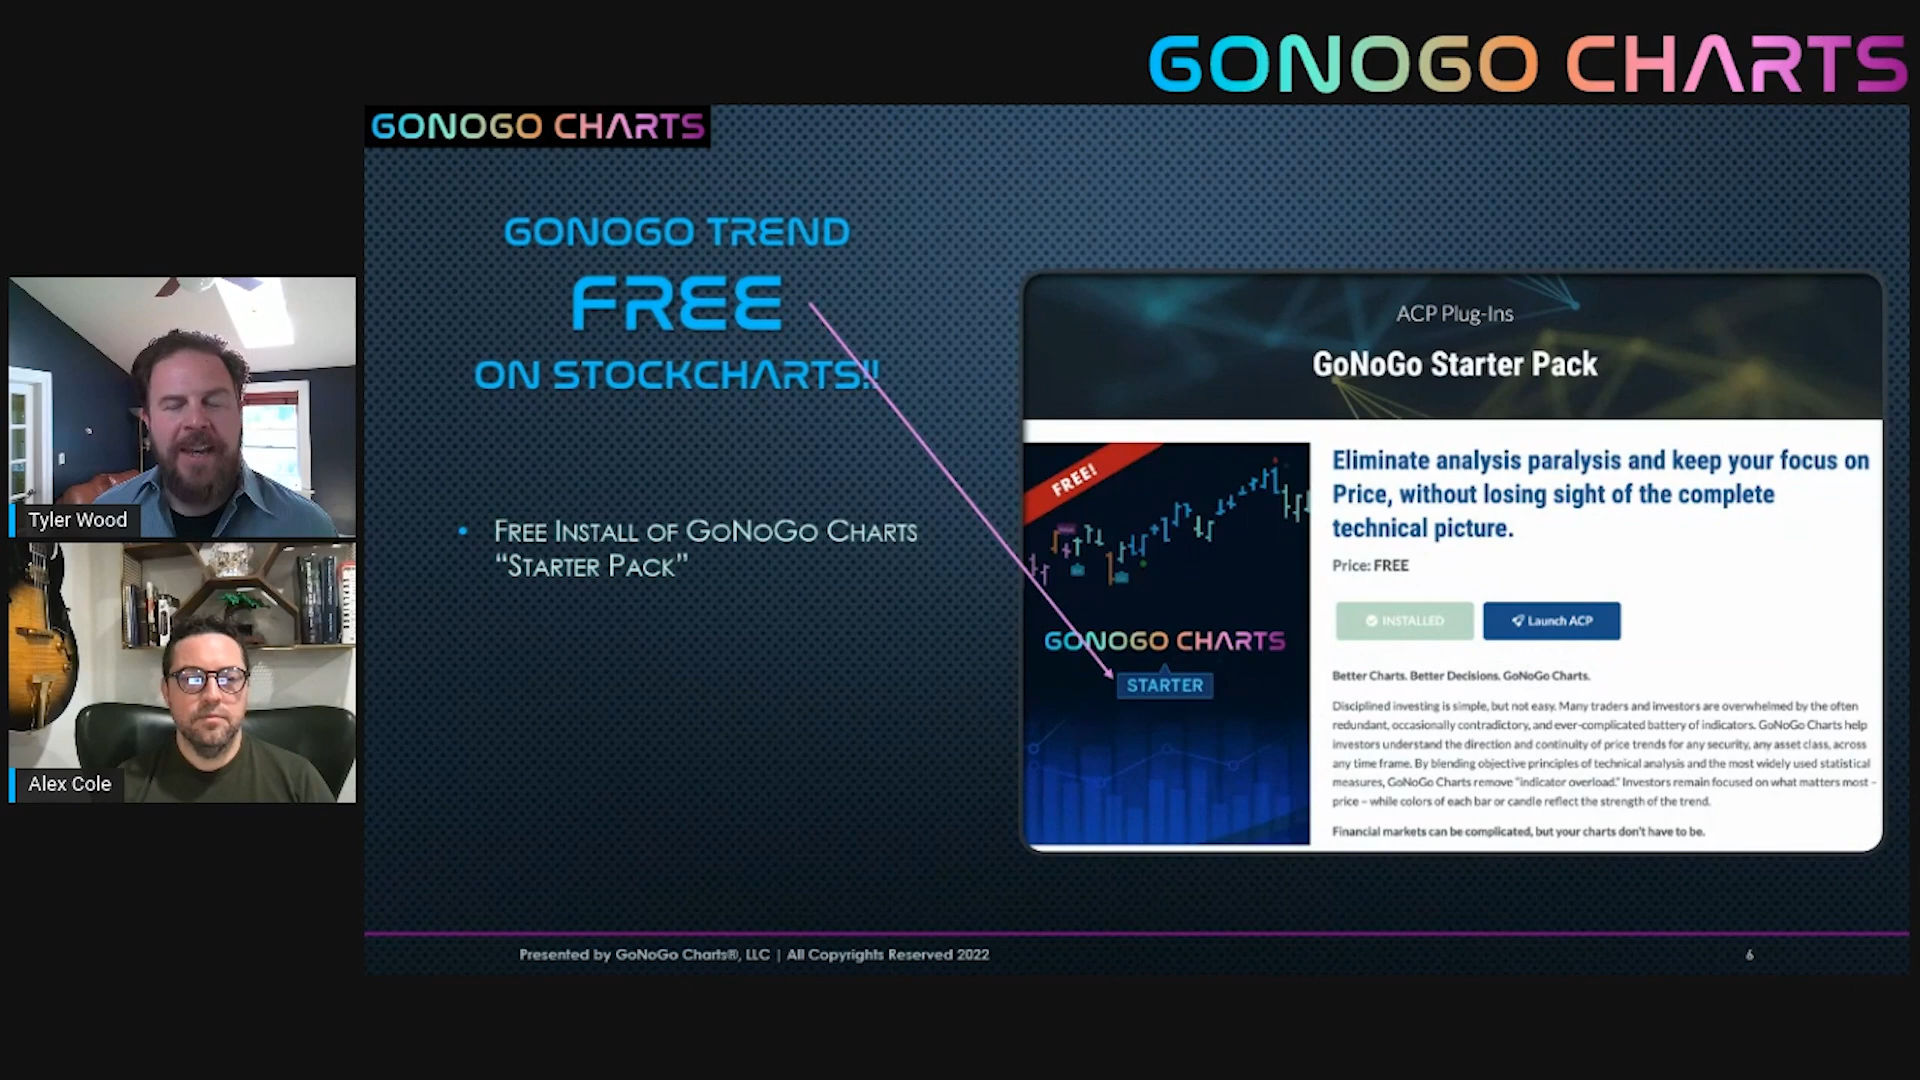 GONOGO CHARTS
GONOGO CHARTS
GONOGO TREND
FREE
ON STOCKCHARTS!!
• FREE INSTALL OF GONOGO CHARTS
“STARTER PACK”
ACP Plug-Ins
GoNoGo Starter Pack
FREE!
GONOGO CHARTS
STARTER
Eliminate analysis paralysis and keep your focus on
Price, without losing sight of the complete
technical picture.
Price: FREE
INSTALLED
Launch ACP
Better Charts. Better Decisions. GoNoGo Charts.
Disciplined investing is simple, but not easy. Many traders and investors are overwhelmed by the often
redundant, occasionally contradictory, and ever-complicated battery of indicators. GoNoGo Charts help
investors understand the direction and continuity of price trends for any security, any asset class, across
any time frame. By blending objective principles of technical analysis and the most widely used statistical
measures, GoNoGo Charts remove “indicator overload.” Investors remain focused on what matters most –
price – while colors of each bar or candle reflect the strength of the trend.
Financial markets can be complicated, but your charts don't have to be.
Tyler Wood
Alex Cole
Presented by GoNoGo Charts®, LLC | All Copyrights Reserved 2022
6